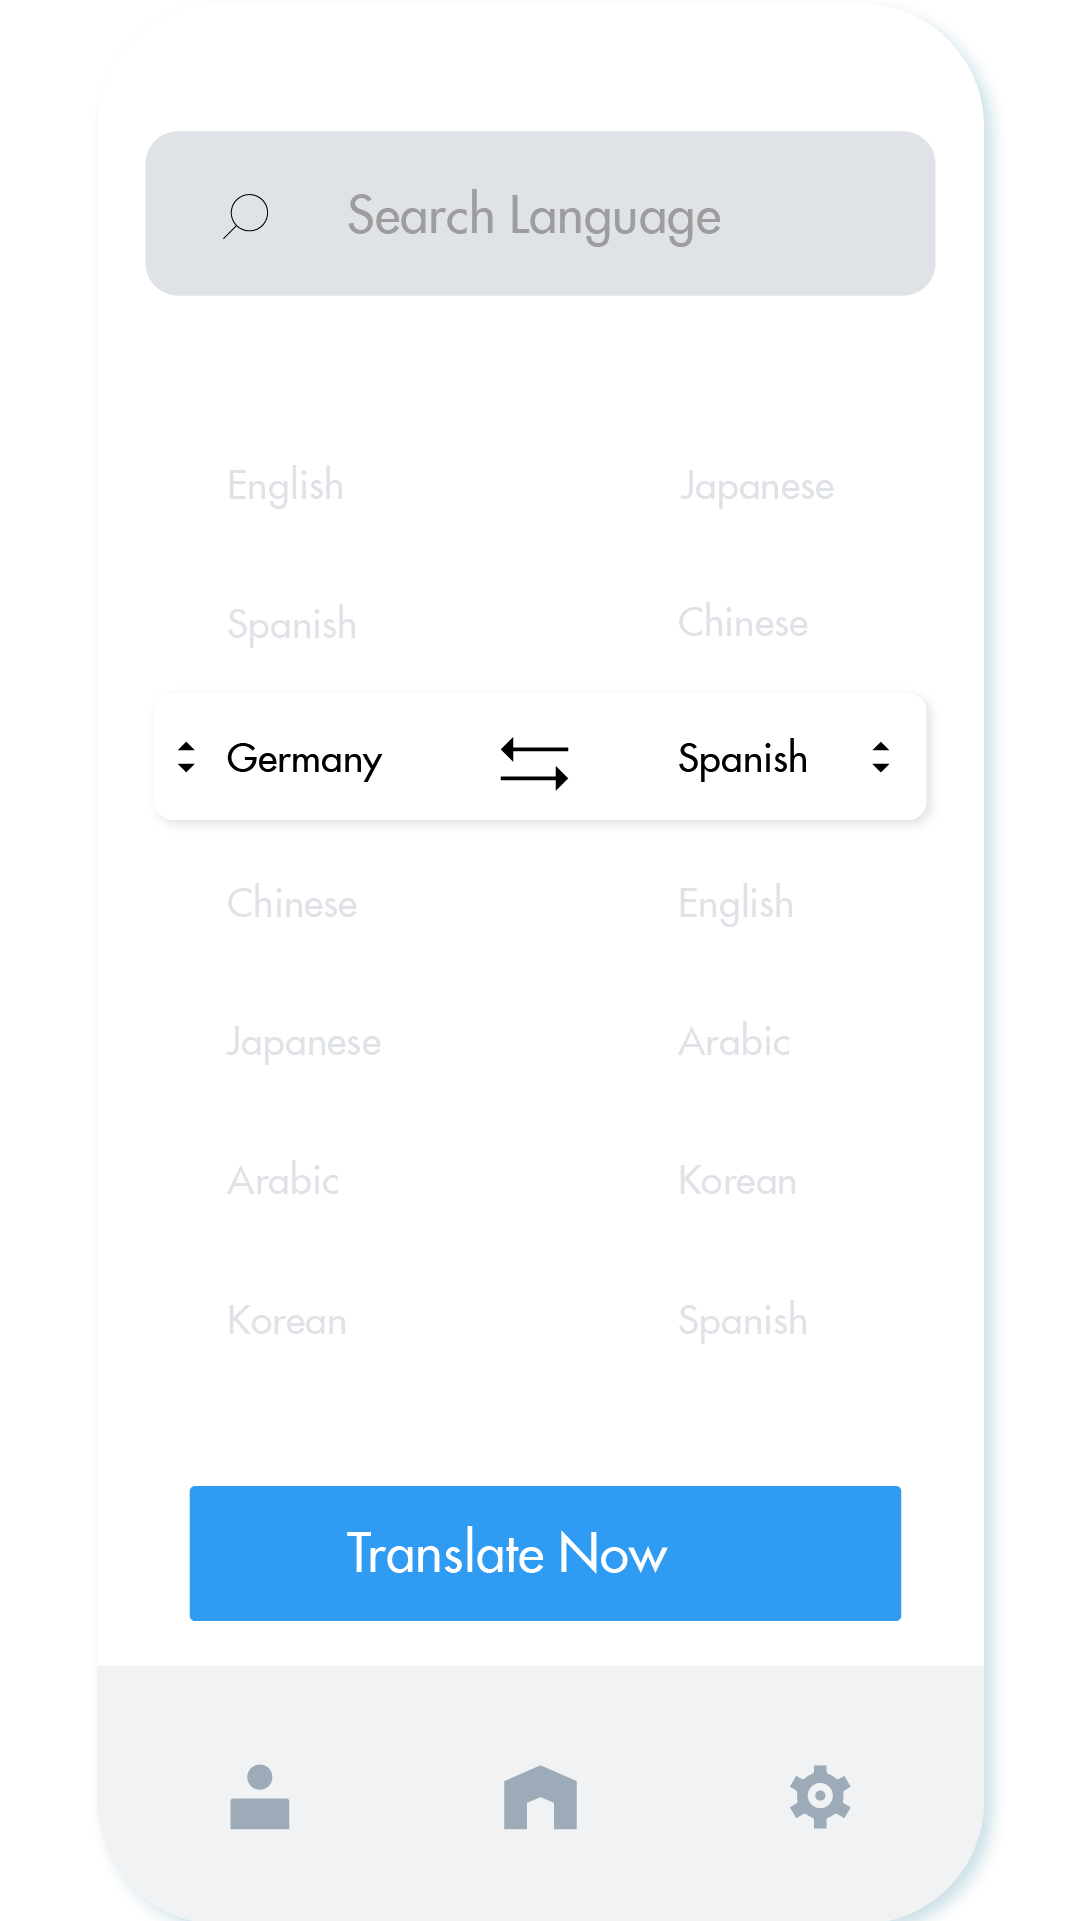 Search Language
English Japanese
Spanish Chinese
Germany Spanish
Chinese English
Japanese Arabic
Arabic Korean
Korean Spanish
Translate Now